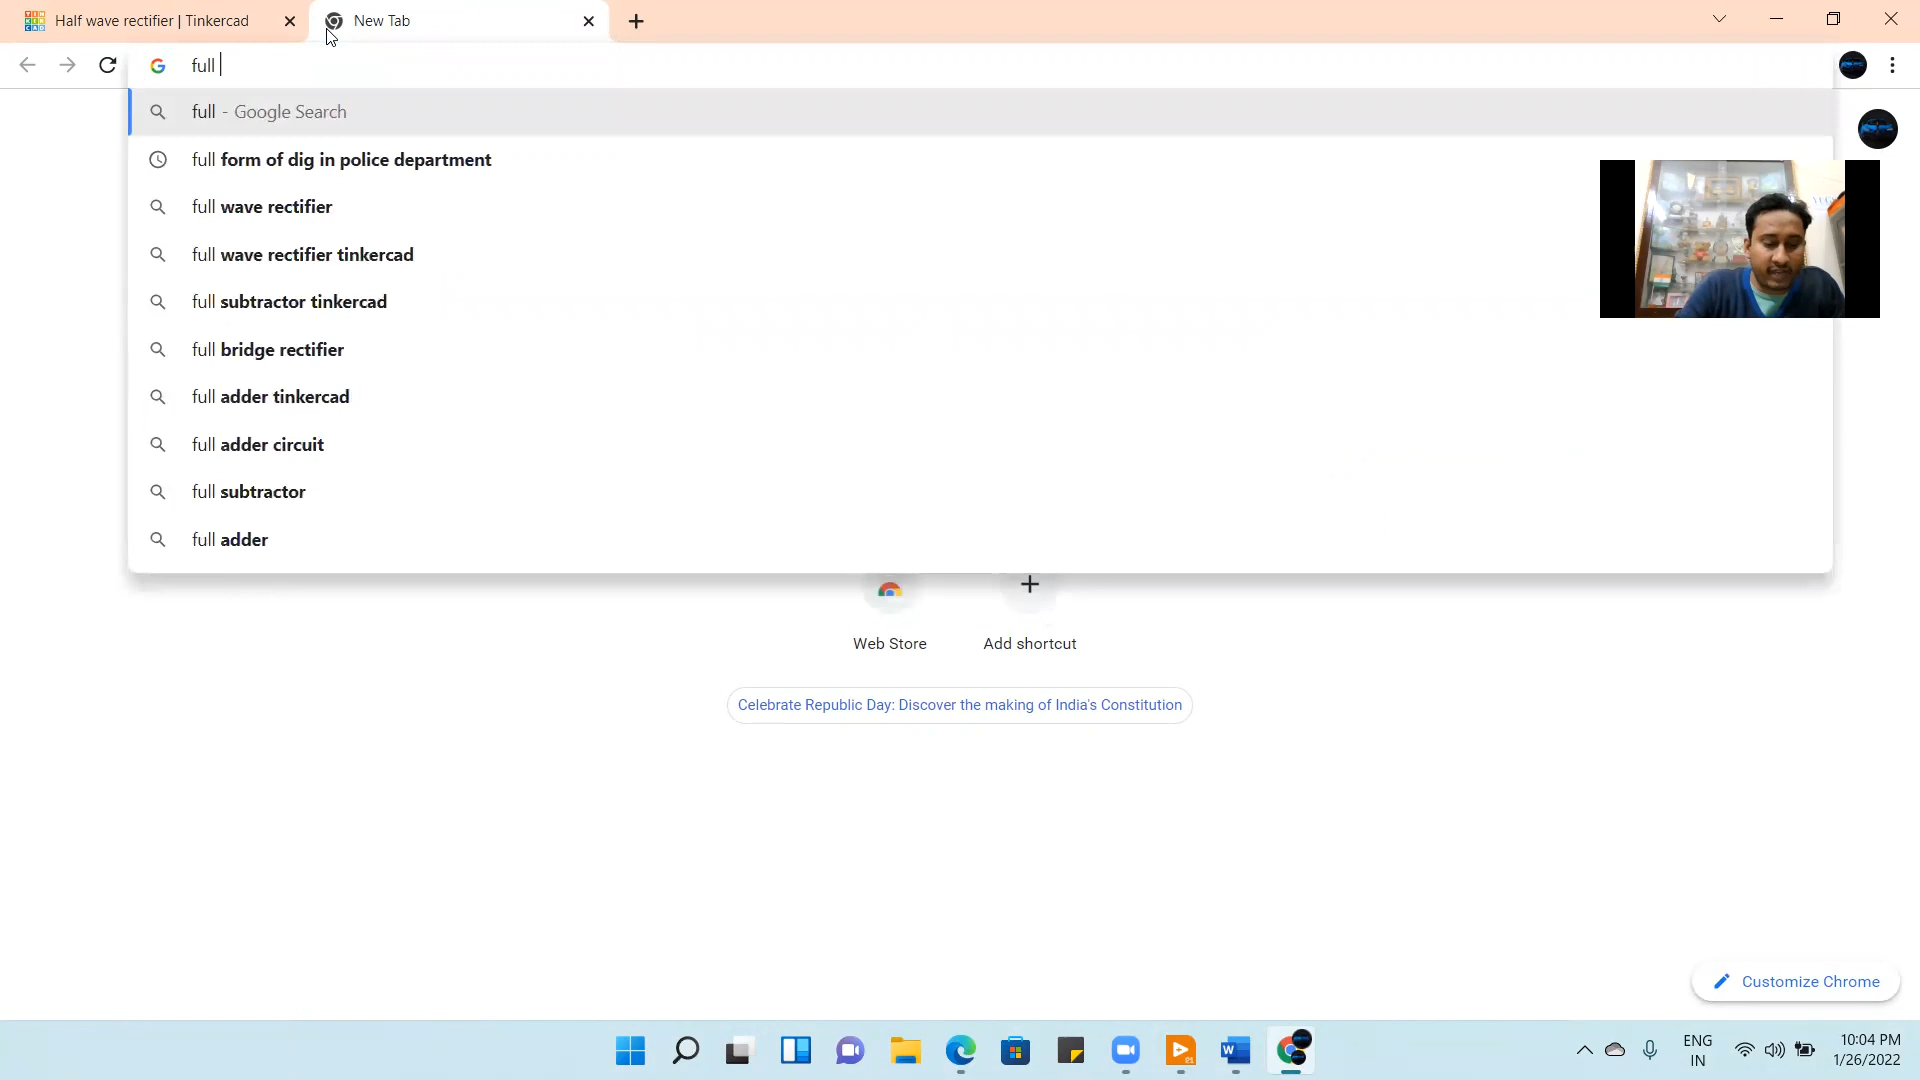 Half wave rectifier | Tinkercad
New Tab
full
full - Google Search
full form of dig in police department
full wave rectifier
full wave rectifier tinkercad
full subtractor tinkercad
full bridge rectifier
full adder tinkercad
full adder circuit
full subtractor
full adder
Web Store
Add shortcut
Celebrate Republic Day: Discover the making of India's Constitution
Customize Chrome
ENG
IN
10:04 PM
1/26/2022